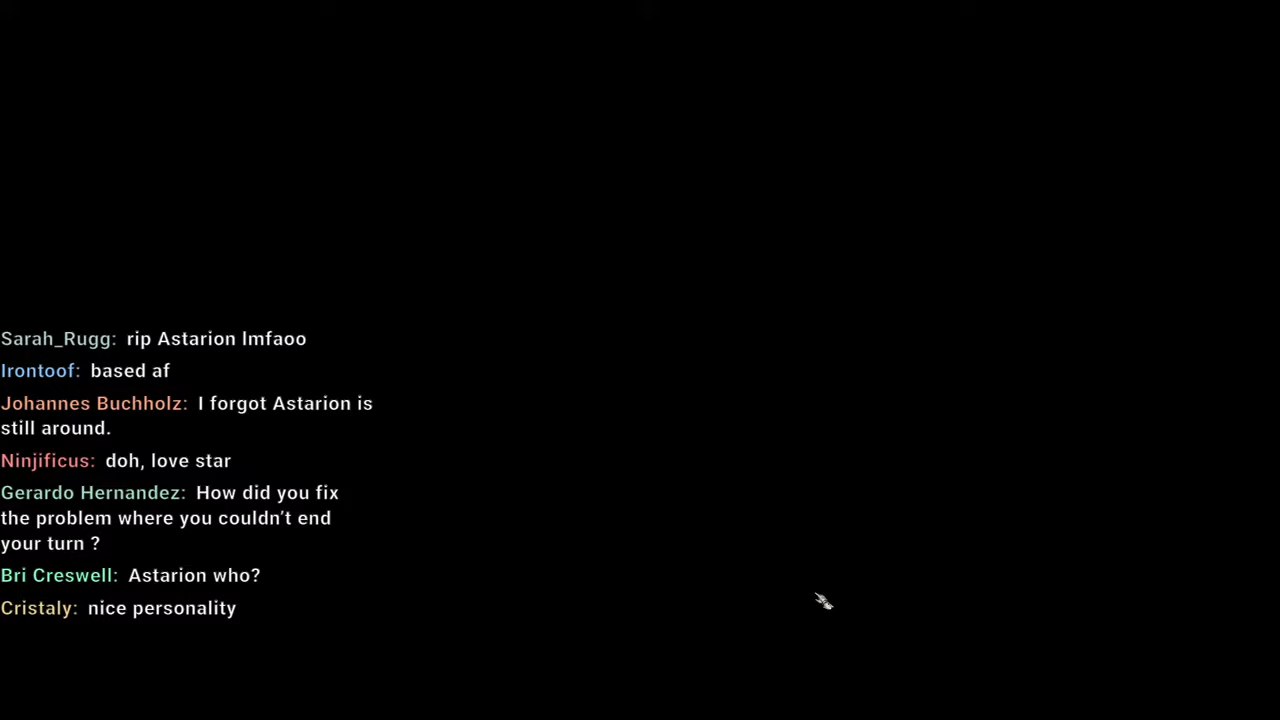 Sarah_Rugg: rip Astarion lmfaoo
Irontoof: based af
Johannes Buchholz: I forgot Astarion is
still around.
Ninjificus: doh, love star
Gerardo Hernandez: How did you fix
the problem where you couldn't end
your turn ?
Bri Creswell: Astarion who?
Cristaly: nice personality